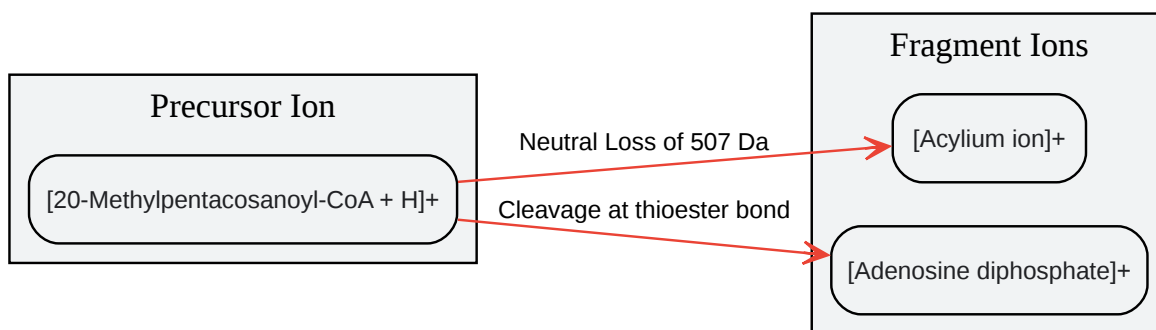 Precursor Ion
[20-Methylpentacosanoyl-CoA + H]+
Neutral Loss of 507 Da
Cleavage at thioester bond
Fragment Ions
[Acylium ion]+
[Adenosine diphosphate]+